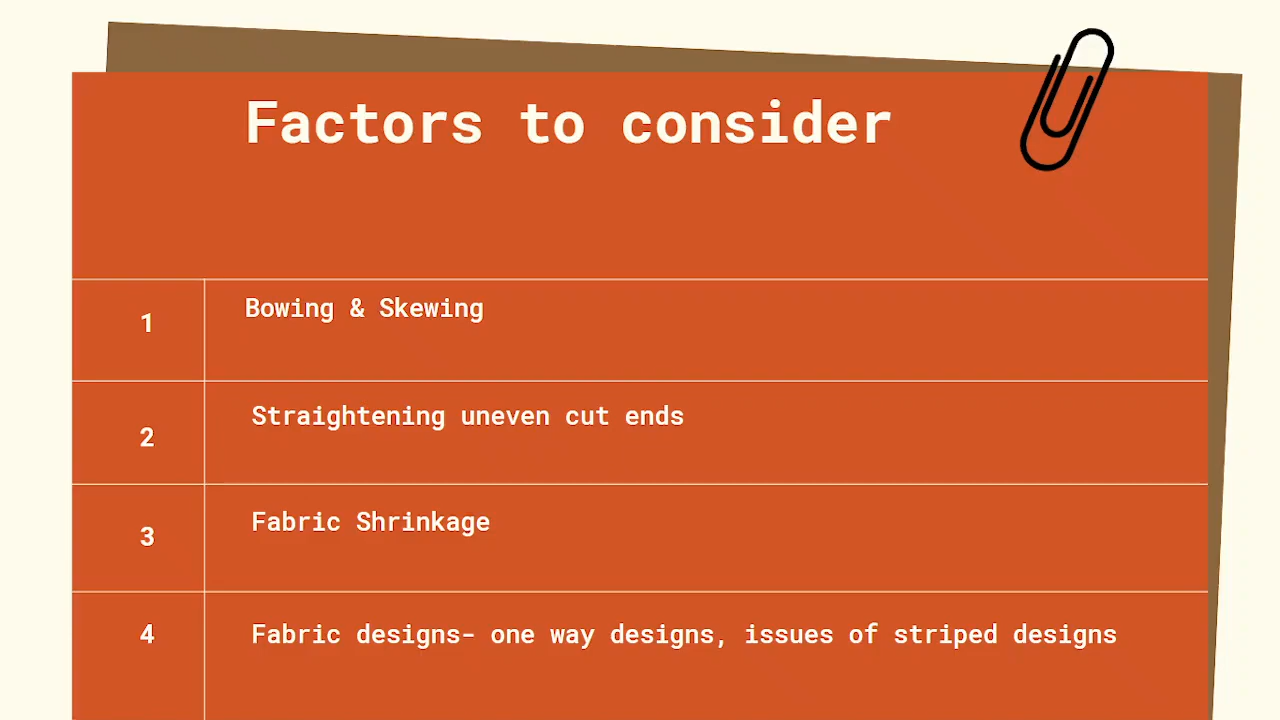 Factors to consider
1 Bowing & Skewing
2 Straightening uneven cut ends
3 Fabric Shrinkage
4 Fabric designs- one way designs, issues of striped designs